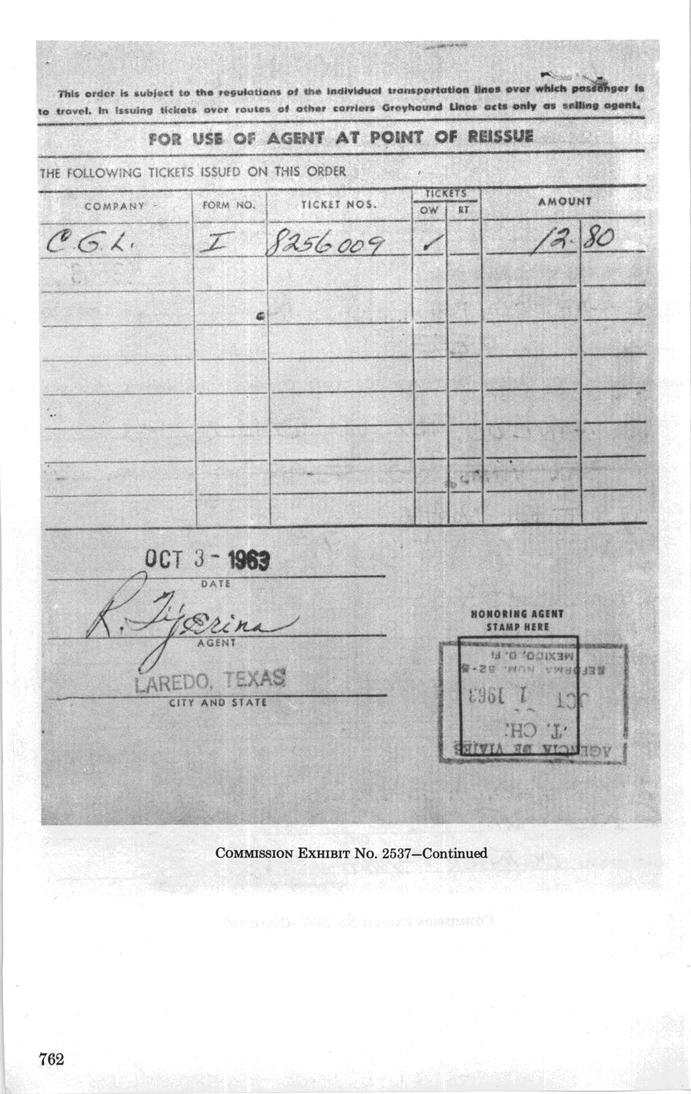 This order is subject to the regulations of the individual transportation lines over which passenger is
to travel. In issuing tickets over routes of other carriers Greyhound Lines acts only as selling agent.
FOR USE OF AGENT AT POINT OF REISSUE
THE FOLLOWING TICKETS ISSUED ON THIS ORDER
COMPANY FORM NO. TICKET NOS. TICKETS OW RT AMOUNT
C G. L. I 8256009 ✓ 12.80
OCT 3 - 1963
DATE
R. Tijerina
AGENT
LAREDO, TEXAS
CITY AND STATE
HONORING AGENT
STAMP HERE
AGENCIA DE VIAJES
T. CH.
OCT 1 1963
REFORMA NUM. 52-5
MEXICO, D. F.
COMMISSION EXHIBIT No. 2537—Continued
762